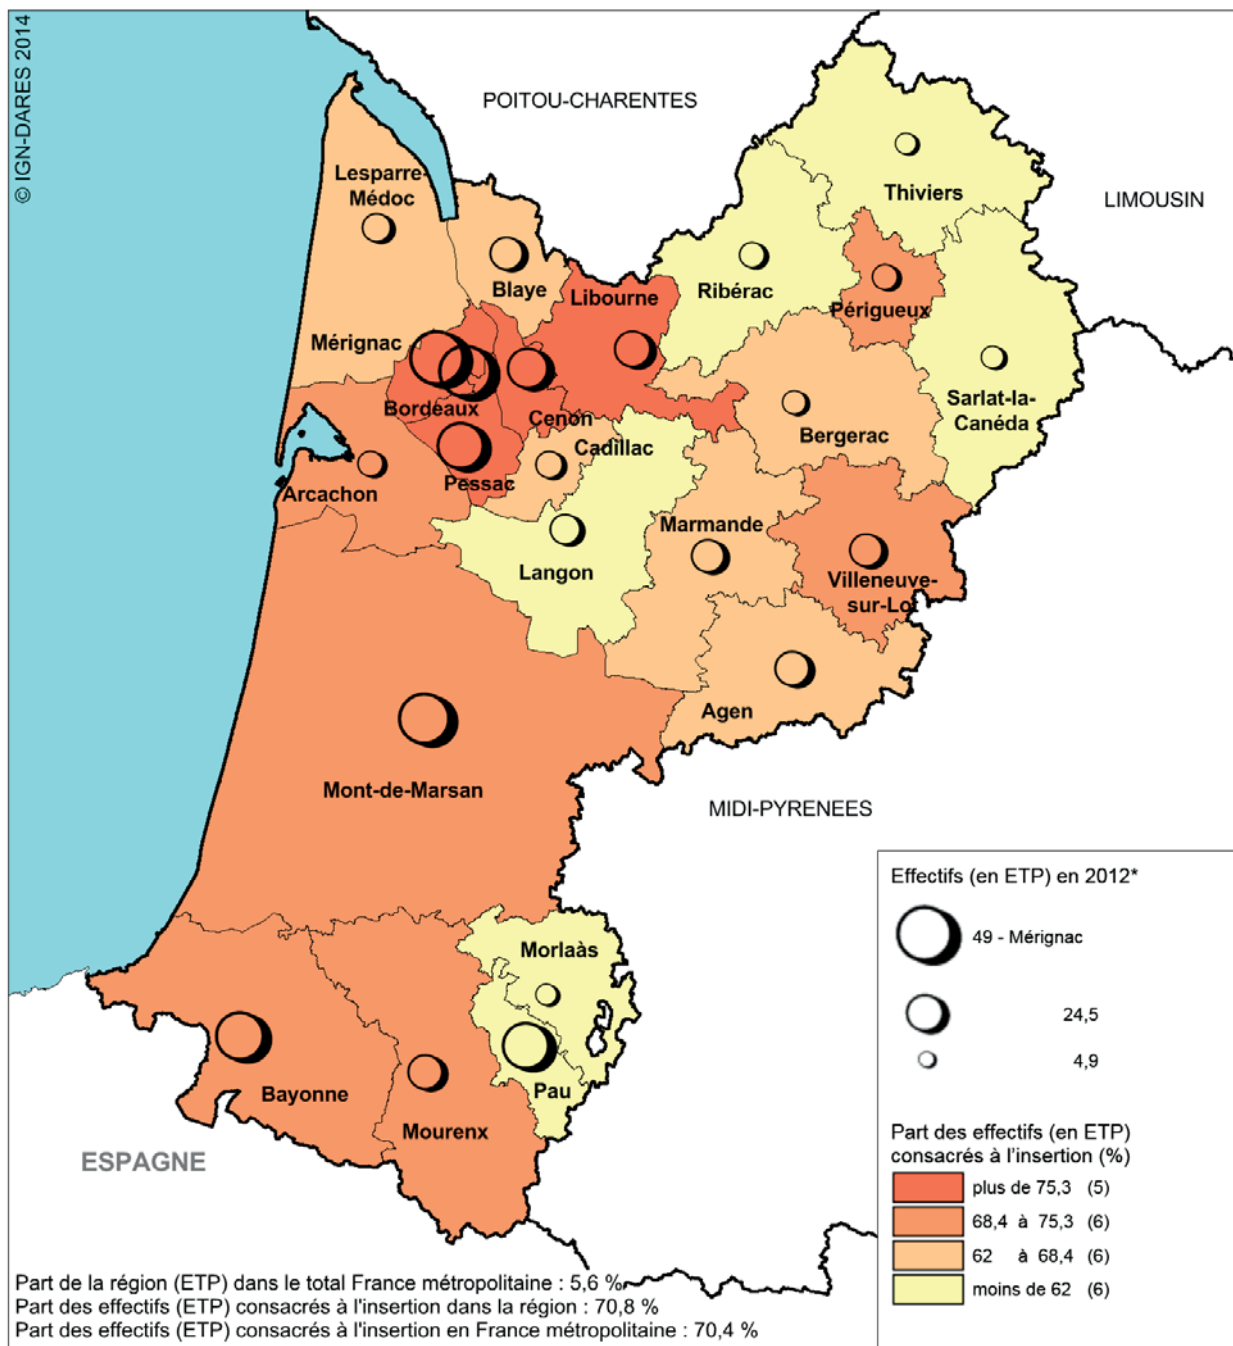 © IGN-DARES 2014
POITOU-CHARENTES
LIMOUSIN
Lesparre-
Médoc
Thiviers
Blaye
Libourne
Ribérac
Périgueux
Mérignac
Bordeaux
Cenon
Sarlat-la-
Canéda
Bergerac
Cadillac
Pessac
Arcachon
Marmande
Langon
Villeneuve-
sur-Lot
Agen
Mont-de-Marsan
MIDI-PYRENEES
Morlaàs
Pau
Bayonne
Mourenx
ESPAGNE
Effectifs (en ETP) en 2012*
49 - Mérignac
24,5
4,9
Part des effectifs (en ETP)
consacrés à l'insertion (%)
plus de 75,3 (5)
68,4 à 75,3 (6)
62 à 68,4 (6)
moins de 62 (6)
Part de la région (ETP) dans le total France métropolitaine : 5,6 %
Part des effectifs (ETP) consacrés à l'insertion dans la région : 70,8 %
Part des effectifs (ETP) consacrés à l'insertion en France métropolitaine : 70,4 %